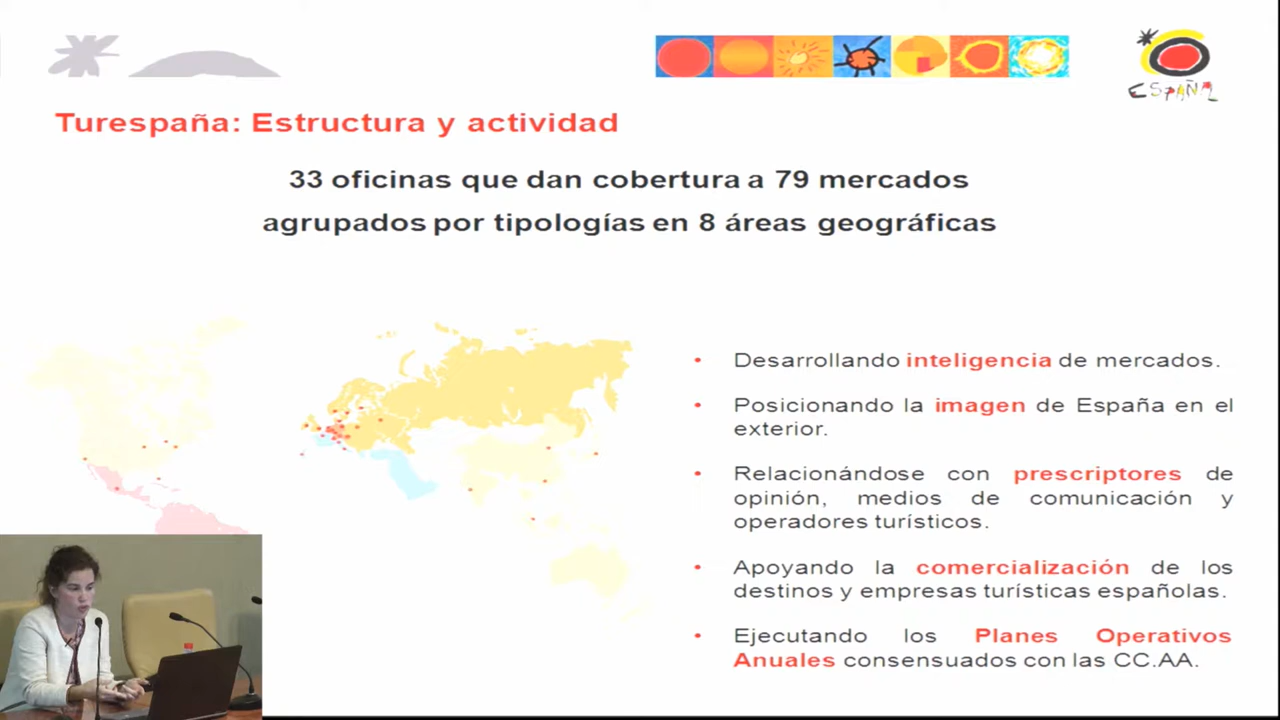 ESPAÑA
Turespaña: Estructura y actividad
33 oficinas que dan cobertura a 79 mercados
agrupados por tipologías en 8 áreas geográficas
• Desarrollando inteligencia de mercados.
• Posicionando la imagen de España en el
exterior.
• Relacionándose con prescriptores de
opinión, medios de comunicación y
operadores turísticos.
• Apoyando la comercialización de los
destinos y empresas turísticas españolas.
• Ejecutando los Planes Operativos
Anuales consensuados con las CC.AA.